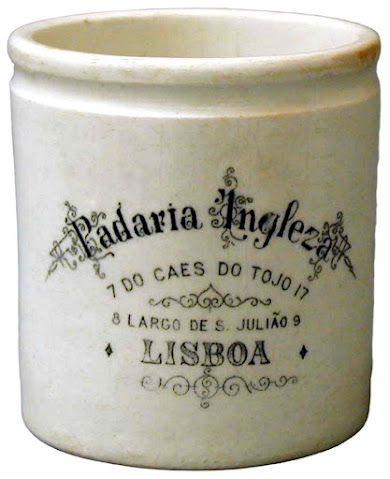 Padaria Ingleza
7 DO CAES DO TOJO 17
8 LARGO DE S. JULIÃO 9
LISBOA